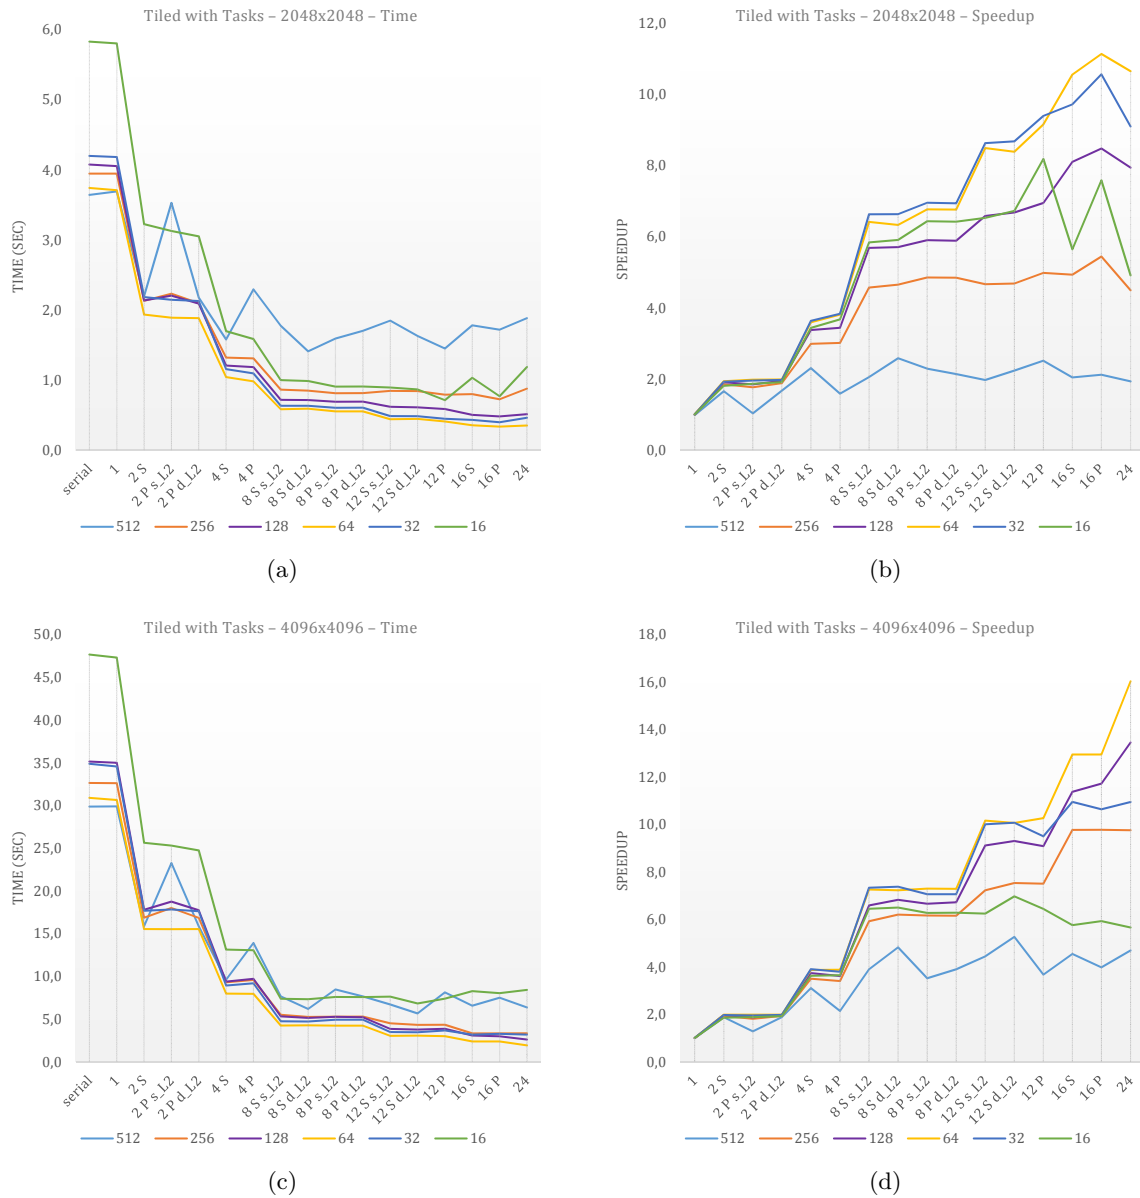 Tiled with Tasks – 2048x2048 – Time
6,0
5,0
4,0
3,0
2,0
1,0
0,0
TIME (SEC)
serial
1
2 S
2 P s_L2
2 P d_L2
4 S
4 P
8 S s_L2
8 S d_L2
8 P s_L2
8 P d_L2
12 S s_L2
12 S d_L2
12 P
16 S
16 P
24
512 256 128 64 32 16
(a)
Tiled with Tasks – 2048x2048 – Speedup
12,0
10,0
8,0
6,0
4,0
2,0
0,0
SPEEDUP
1
2 S
2 P s_L2
2 P d_L2
4 S
4 P
8 S s_L2
8 S d_L2
8 P s_L2
8 P d_L2
12 S s_L2
12 S d_L2
12 P
16 S
16 P
24
512 256 128 64 32 16
(b)
Tiled with Tasks – 4096x4096 – Time
50,0
45,0
40,0
35,0
30,0
25,0
20,0
15,0
10,0
5,0
0,0
TIME (SEC)
serial
1
2 S
2 P s_L2
2 P d_L2
4 S
4 P
8 S s_L2
8 S d_L2
8 P s_L2
8 P d_L2
12 S s_L2
12 S d_L2
12 P
16 S
16 P
24
512 256 128 64 32 16
(c)
Tiled with Tasks – 4096x4096 – Speedup
18,0
16,0
14,0
12,0
10,0
8,0
6,0
4,0
2,0
0,0
SPEEDUP
1
2 S
2 P s_L2
2 P d_L2
4 S
4 P
8 S s_L2
8 S d_L2
8 P s_L2
8 P d_L2
12 S s_L2
12 S d_L2
12 P
16 S
16 P
24
512 256 128 64 32 16
(d)